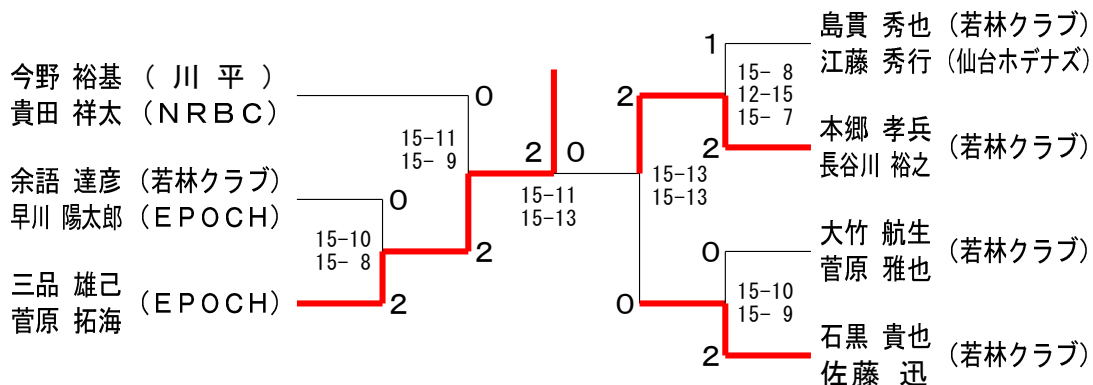 今野 裕基 ( 川 平 )
貴田 祥太 (NRBC)
0
15-11
15- 9
余語 達彦 (若林クラブ)
早川 陽太郎 (EPOCH)
0
15-10
15- 8
2
三品 雄己
菅原 拓海
(EPOCH)
2
2 0
15-11
15-13
島貫 秀也 (若林クラブ)
江藤 秀行 (仙台ホデナズ)
1
15- 8
12-15
15- 7
2
本郷 孝兵
長谷川 裕之
(若林クラブ)
2
15-13
15-13
大竹 航生
菅原 雅也
(若林クラブ)
0
15-10
15- 9
0
石黒 貴也
佐藤 迅
(若林クラブ)
2